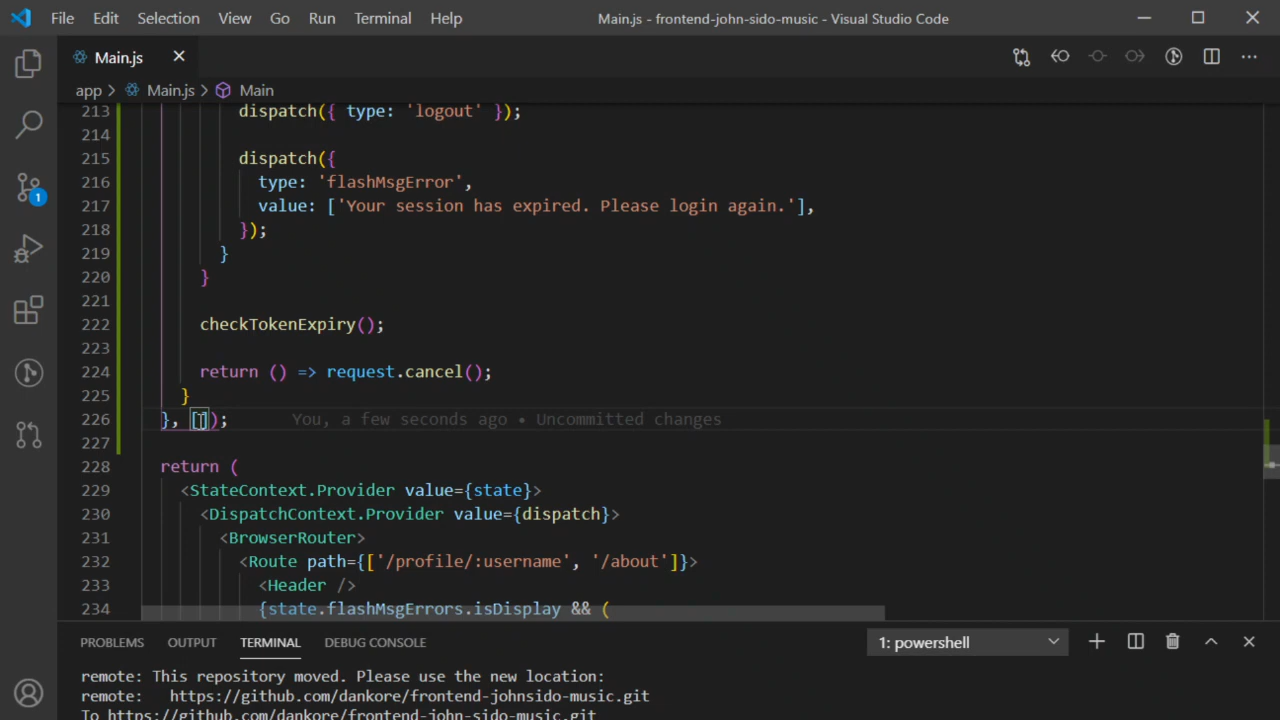 File Edit Selection View Go Run Terminal Help Main.js - frontend-john-sido-music - Visual Studio Code
Main.js
app > Main.js > Main
213 dispatch({ type: 'logout' });
214
215 dispatch({
216 type: 'flashMsgError',
217 value: ['Your session has expired. Please login again.'],
218 });
219 }
220 }
221
222 checkTokenExpiry();
223
224 return () => request.cancel();
225 }
226 }, []); You, a few seconds ago • Uncommitted changes
227
228 return (
229 <StateContext.Provider value={state}>
230 <DispatchContext.Provider value={dispatch}>
231 <BrowserRouter>
232 <Route path={['/profile/:username', '/about']}>
233 <Header />
234 {state.flashMsgErrors.isDisplay && (
1
PROBLEMS OUTPUT TERMINAL DEBUG CONSOLE 1: powershell
remote: This repository moved. Please use the new location:
remote: https://github.com/dankore/frontend-johnsido-music.git
To https://github.com/dankore/frontend-john-sido-music.git